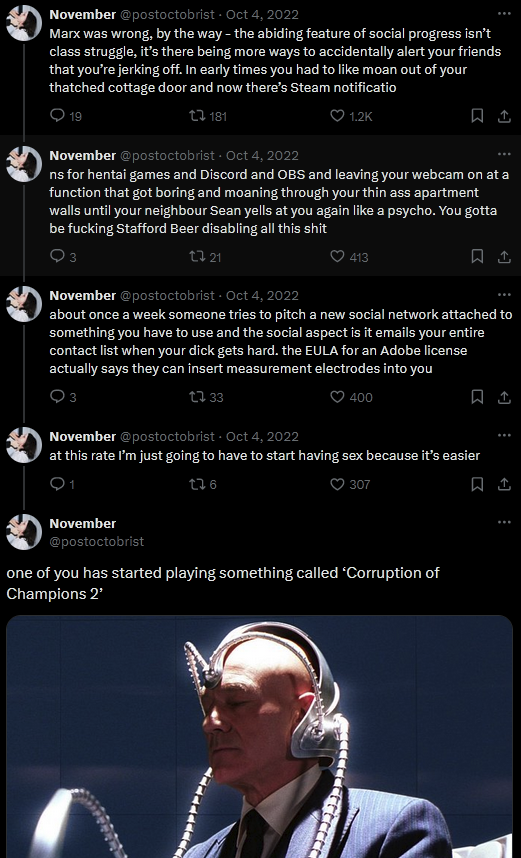 November @postoctobrist · Oct 4, 2022
Marx was wrong, by the way - the abiding feature of social progress isn't
class struggle, it's there being more ways to accidentally alert your friends
that you're jerking off. In early times you had to like moan out of your
thatched cottage door and now there's Steam notificatio
19 181 1.2K
November @postoctobrist · Oct 4, 2022
ns for hentai games and Discord and OBS and leaving your webcam on at a
function that got boring and moaning through your thin ass apartment
walls until your neighbour Sean yells at you again like a psycho. You gotta
be fucking Stafford Beer disabling all this shit
3 21 413
November @postoctobrist · Oct 4, 2022
about once a week someone tries to pitch a new social network attached to
something you have to use and the social aspect is it emails your entire
contact list when your dick gets hard. the EULA for an Adobe license
actually says they can insert measurement electrodes into you
3 33 400
November @postoctobrist · Oct 4, 2022
at this rate I'm just going to have to start having sex because it's easier
1 6 307
November
@postoctobrist
one of you has started playing something called ‘Corruption of
Champions 2’